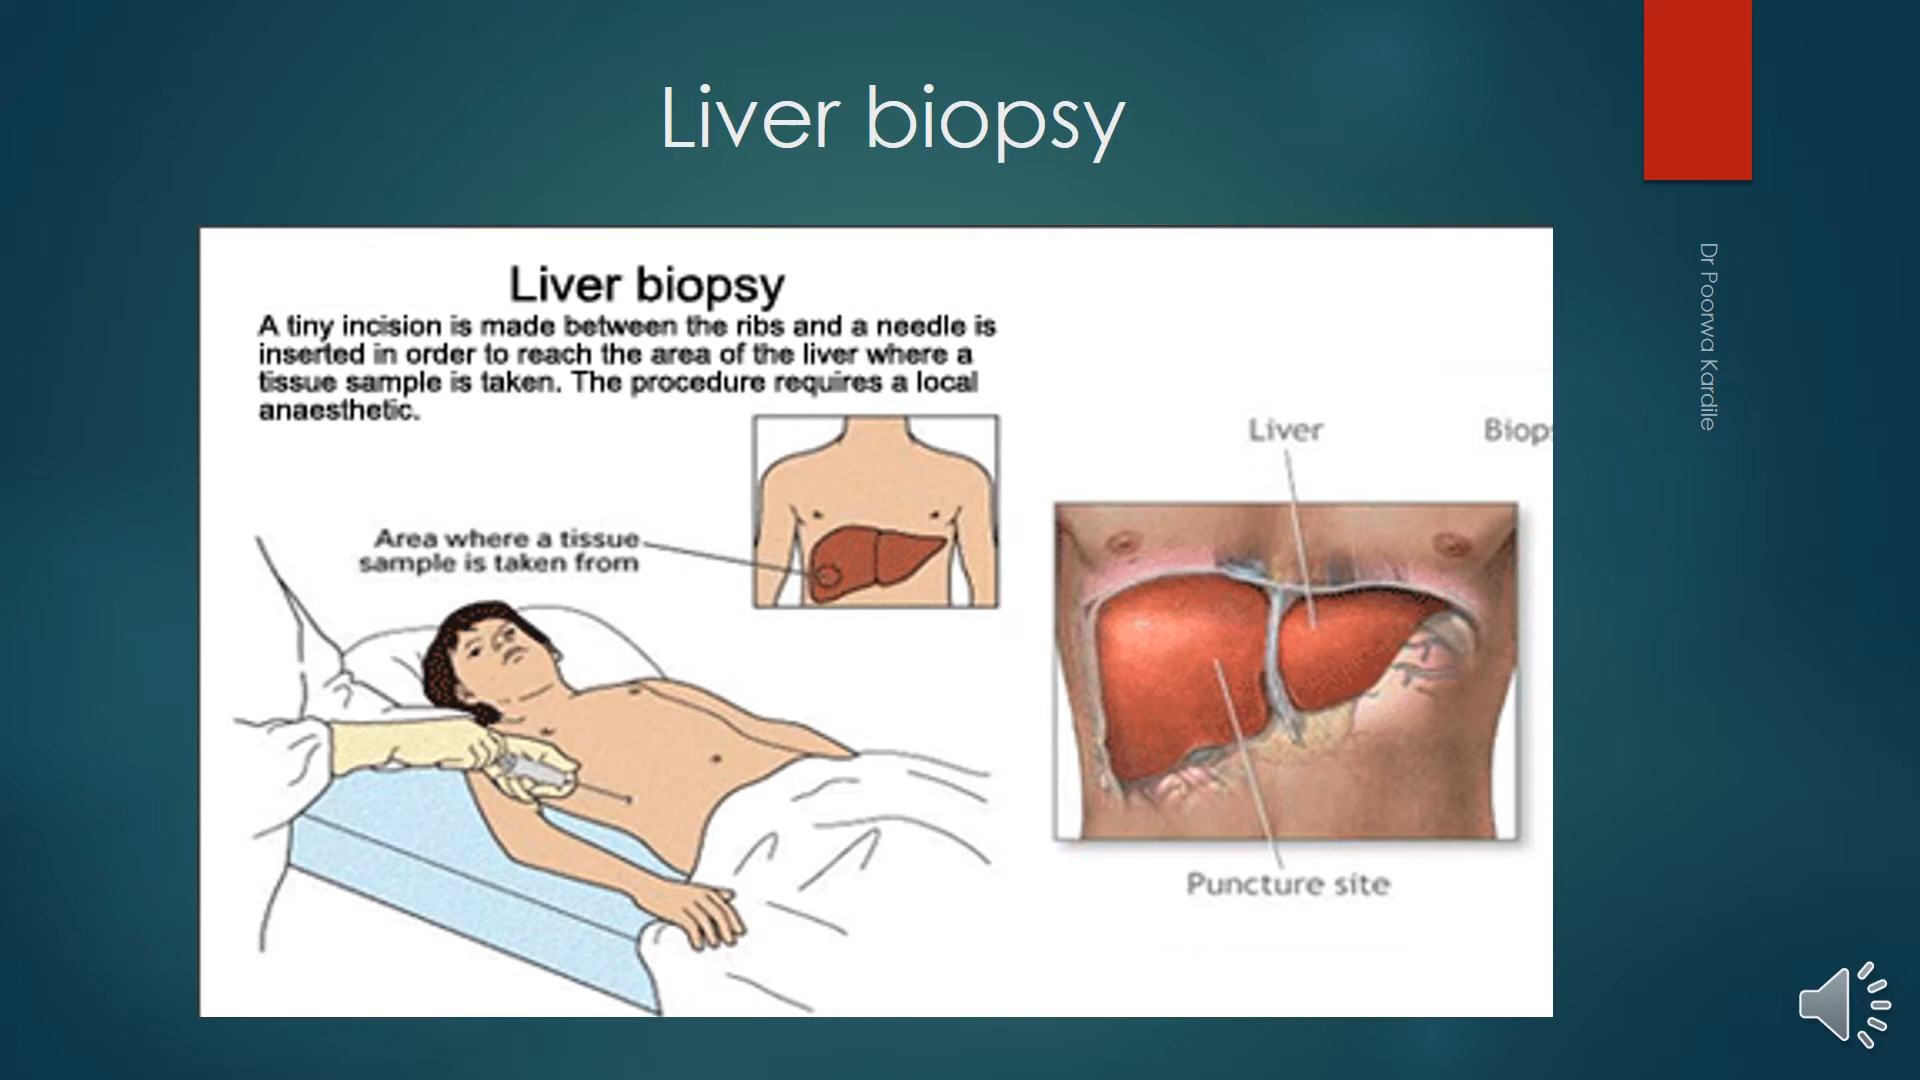 Liver biopsy
Liver biopsy
A tiny incision is made between the ribs and a needle is
inserted in order to reach the area of the liver where a
tissue sample is taken. The procedure requires a local
anaesthetic.
Area where a tissue
sample is taken from
Liver
Biops
Puncture site
Dr Poorwa Kardile